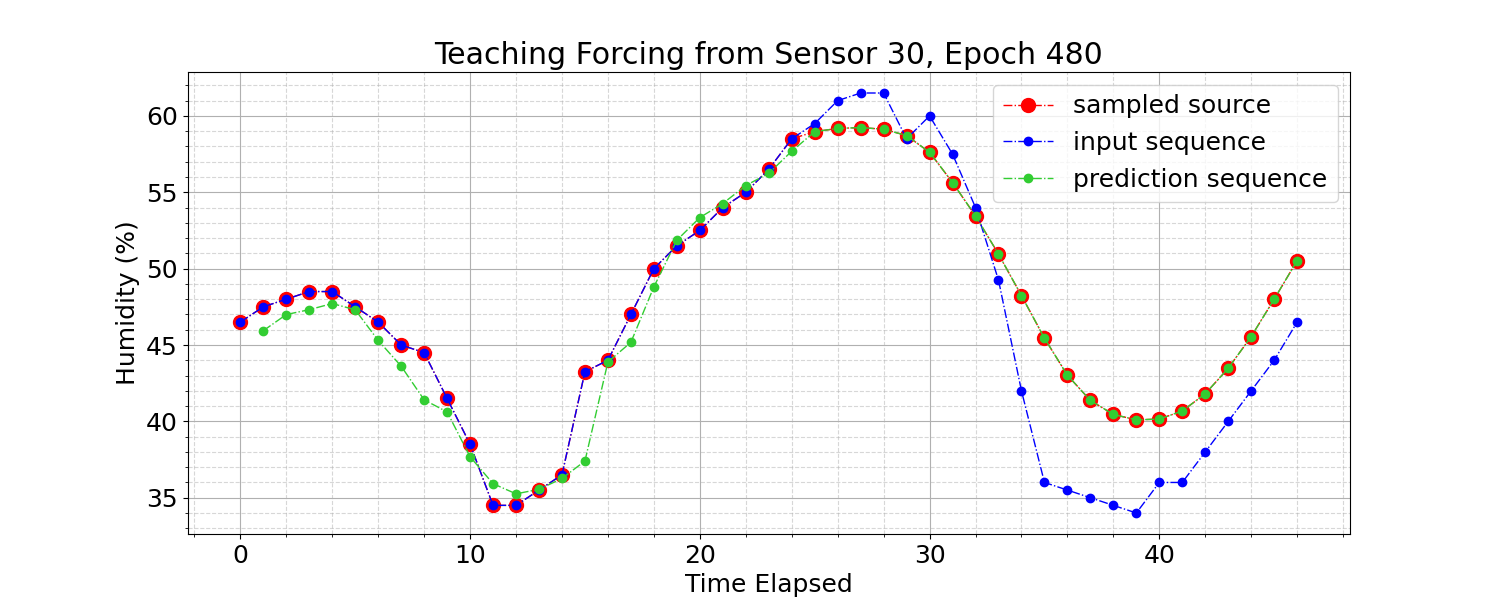 Teaching Forcing from Sensor 30, Epoch 480
sampled source
input sequence
prediction sequence
Humidity (%)
60
55
50
45
40
35
0 10 20 30 40
Time Elapsed